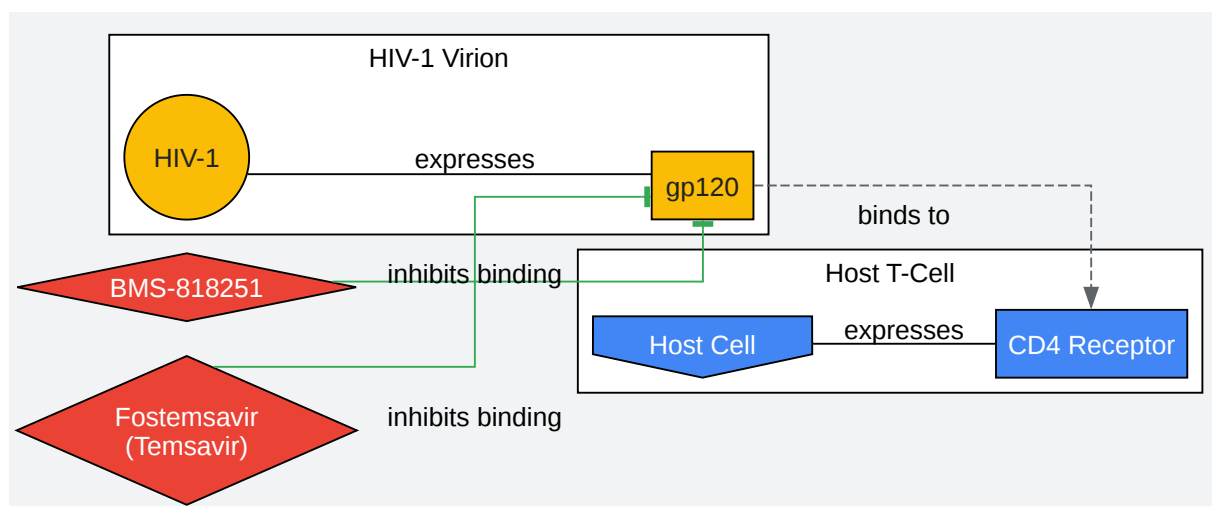 HIV-1 Virion
HIV-1
expresses
gp120
binds to
BMS-818251
inhibits binding
Host T-Cell
Host Cell
expresses
CD4 Receptor
Fostemsavir
(Temsavir)
inhibits binding